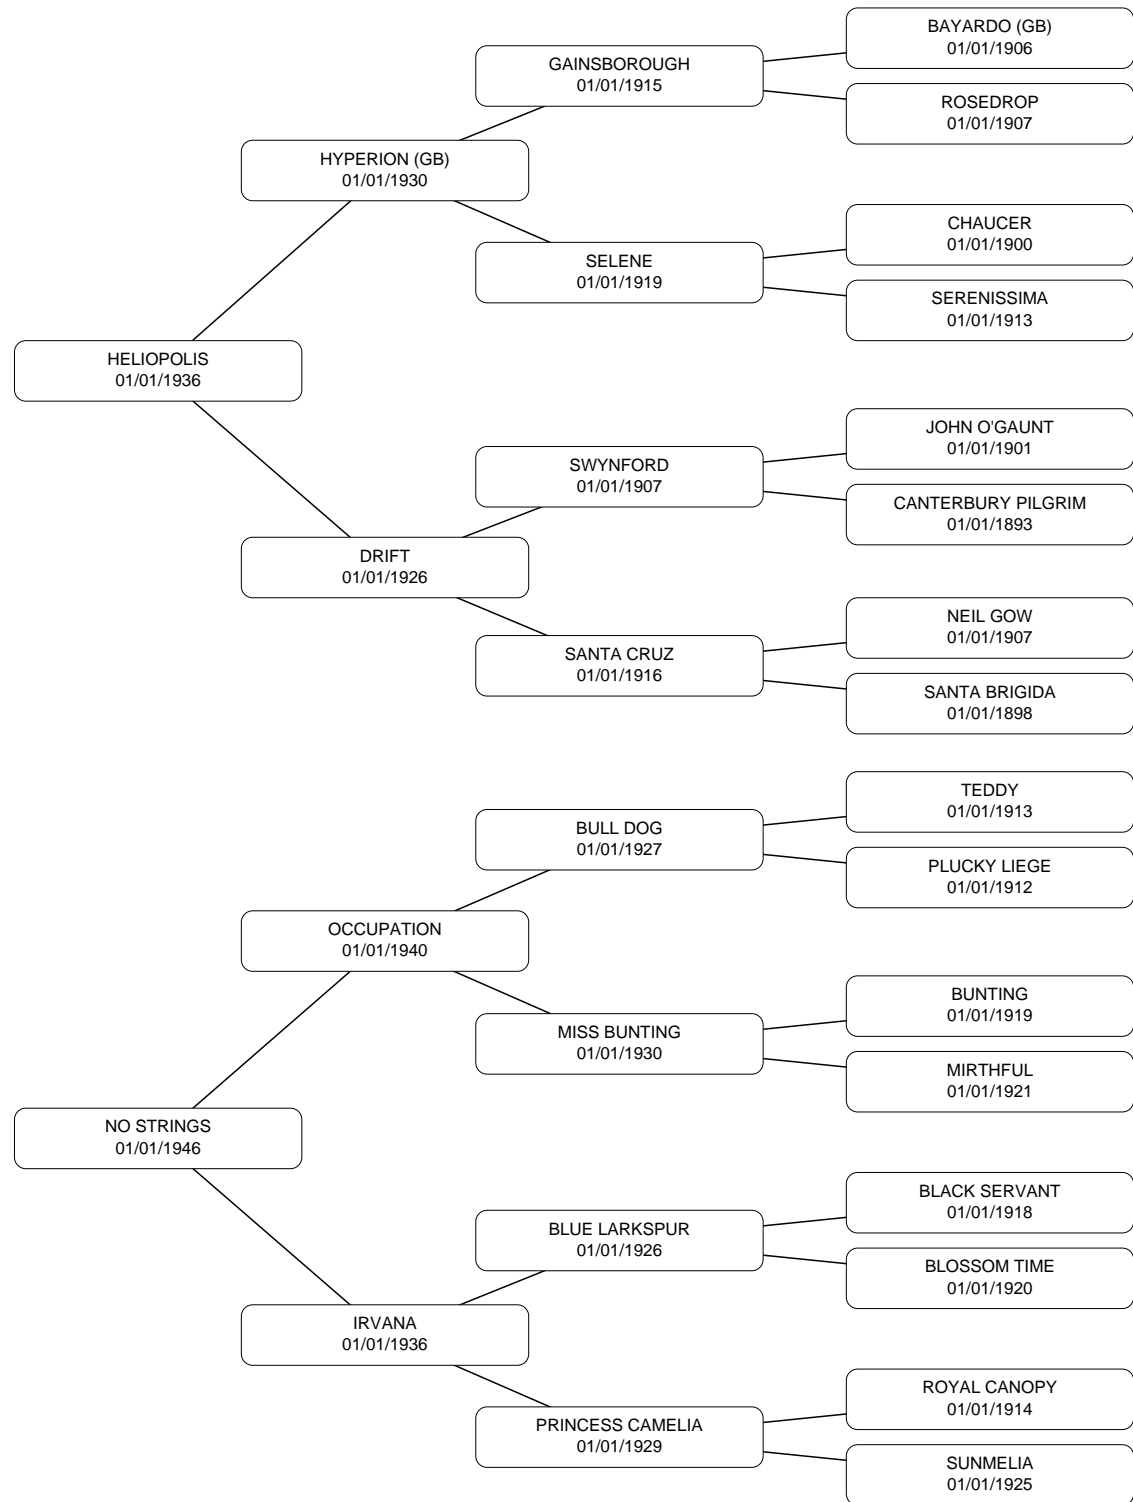 BAYARDO (GB)
01/01/1906
GAINSBOROUGH
01/01/1915
ROSEDROP
01/01/1907
HYPERION (GB)
01/01/1930
CHAUCER
01/01/1900
SELENE
01/01/1919
SERENISSIMA
01/01/1913
HELIOPOLIS
01/01/1936
JOHN O'GAUNT
01/01/1901
SWYNFORD
01/01/1907
CANTERBURY PILGRIM
01/01/1893
DRIFT
01/01/1926
NEIL GOW
01/01/1907
SANTA CRUZ
01/01/1916
SANTA BRIGIDA
01/01/1898
TEDDY
01/01/1913
BULL DOG
01/01/1927
PLUCKY LIEGE
01/01/1912
OCCUPATION
01/01/1940
BUNTING
01/01/1919
MISS BUNTING
01/01/1930
MIRTHFUL
01/01/1921
NO STRINGS
01/01/1946
BLACK SERVANT
01/01/1918
BLUE LARKSPUR
01/01/1926
BLOSSOM TIME
01/01/1920
IRVANA
01/01/1936
ROYAL CANOPY
01/01/1914
PRINCESS CAMELIA
01/01/1929
SUNMELIA
01/01/1925